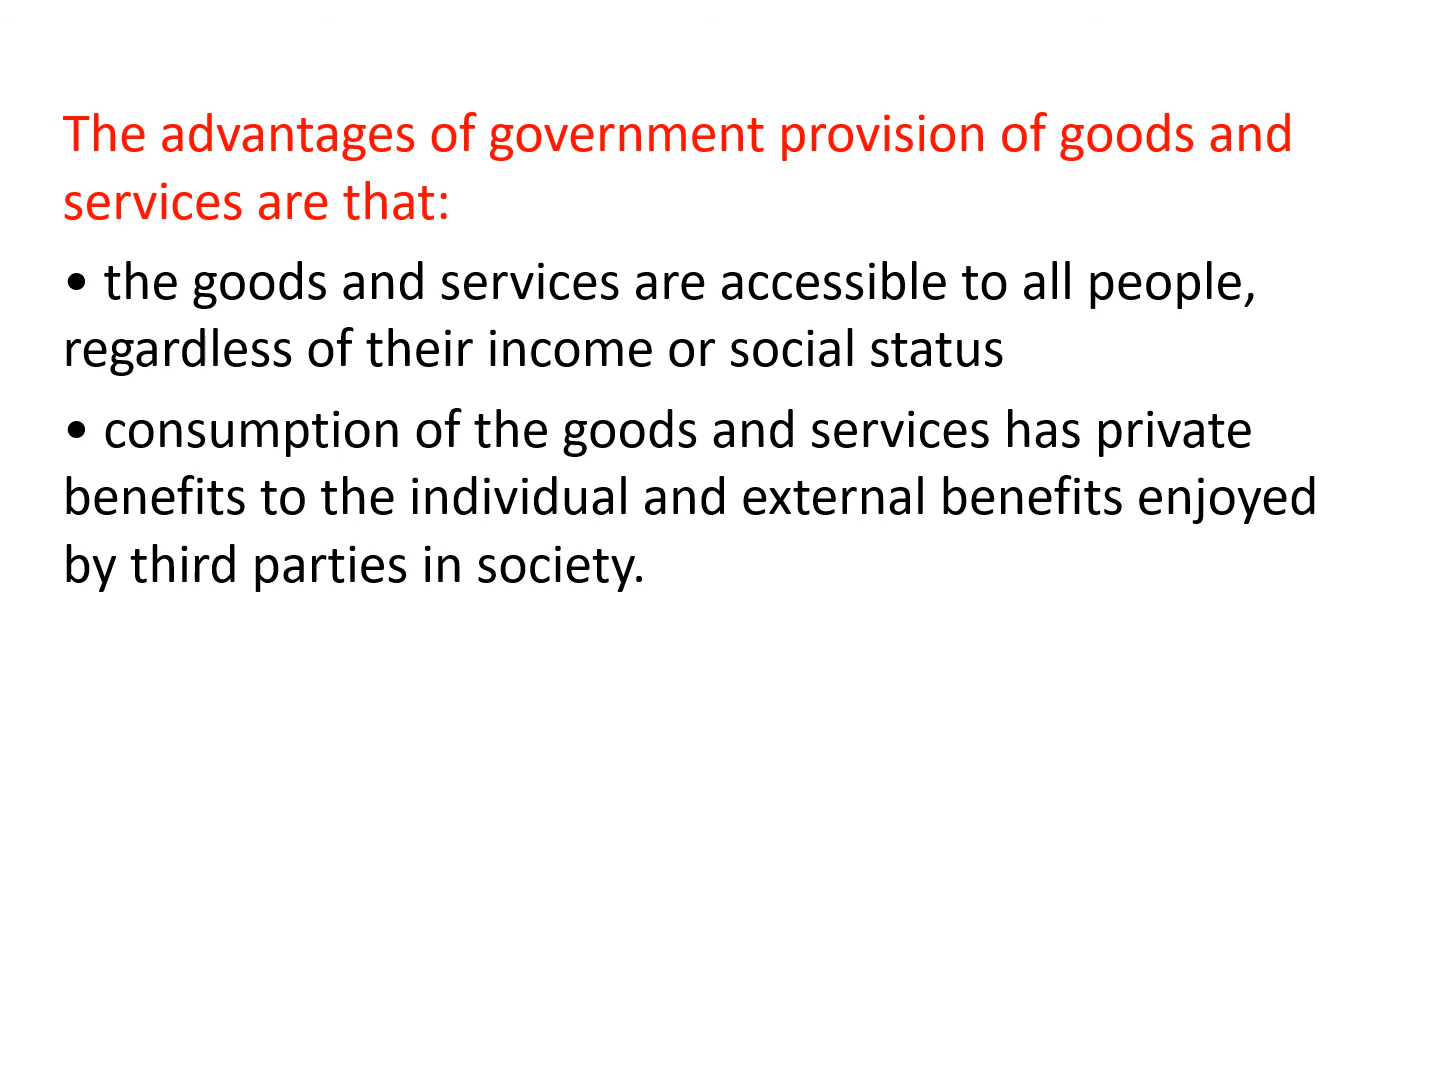 The advantages of government provision of goods and
services are that:
• the goods and services are accessible to all people,
regardless of their income or social status
• consumption of the goods and services has private
benefits to the individual and external benefits enjoyed
by third parties in society.